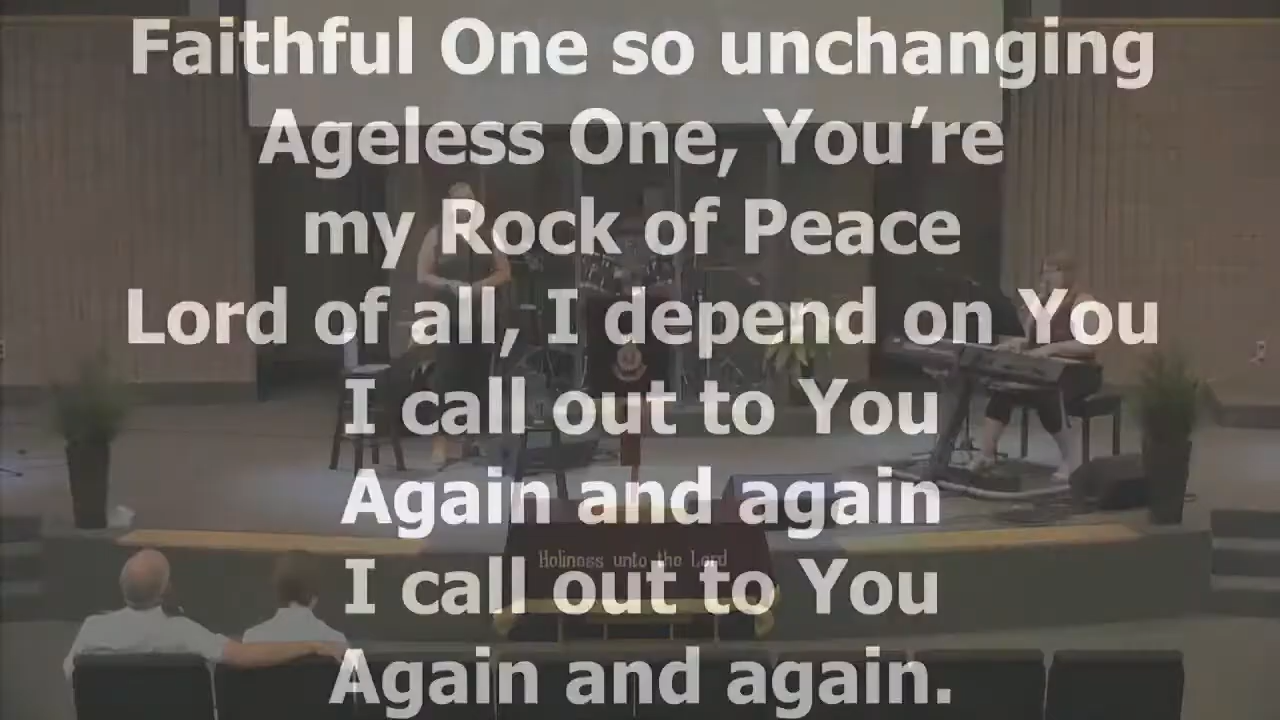 Faithful One so unchanging
Ageless One, You’re
my Rock of Peace
Lord of all, I depend on You
I call out to You
Again and again
Holiness unto the Lord
I call out to You
Again and again.